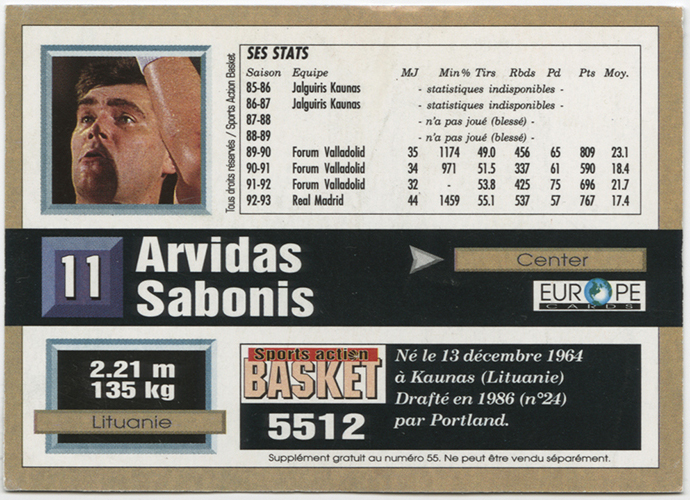 SES STATS
Saison Equipe MJ Min % Tirs Rbds Pd Pts Moy.
85-86 Jalguiris Kaunas - statistiques indisponibles -
86-87 Jalguiris Kaunas - statistiques indisponibles -
87-88 - n'a pas joué (blessé) -
88-89 - n'a pas joué (blessé) -
89-90 Forum Valladolid 35 1174 49.0 456 65 809 23.1
90-91 Forum Valladolid 34 971 51.5 337 61 590 18.4
91-92 Forum Valladolid 32 - 53.8 425 75 696 21.7
92-93 Real Madrid 44 1459 55.1 537 57 767 17.4
Tous droits réservés / Sports Action Basket
11
Arvidas
Sabonis
Center
EUROPE
CARDS
2.21 m
135 kg
Lituanie
Sports action
BASKET
5512
Né le 13 décembre 1964
à Kaunas (Lituanie)
Drafté en 1986 (n°24)
par Portland.
Supplément gratuit au numéro 55. Ne peut être vendu séparément.